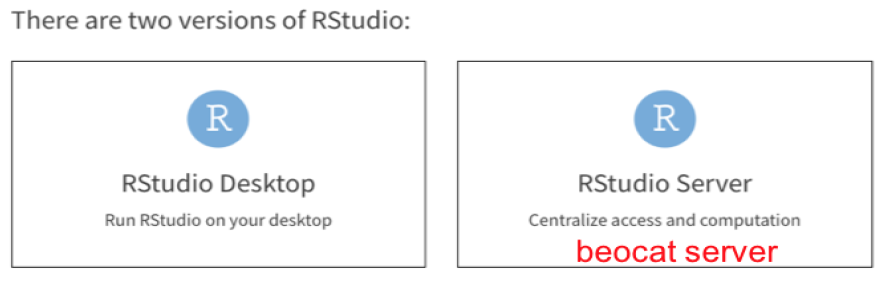 There are two versions of RStudio:
R
RStudio Desktop
Run RStudio on your desktop
R
RStudio Server
Centralize access and computation
beocat server